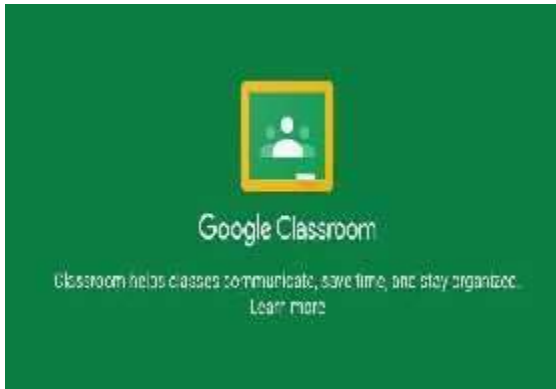 Google Classroom
Classroom helps classes communicate, save time, and stay organized.
Learn more